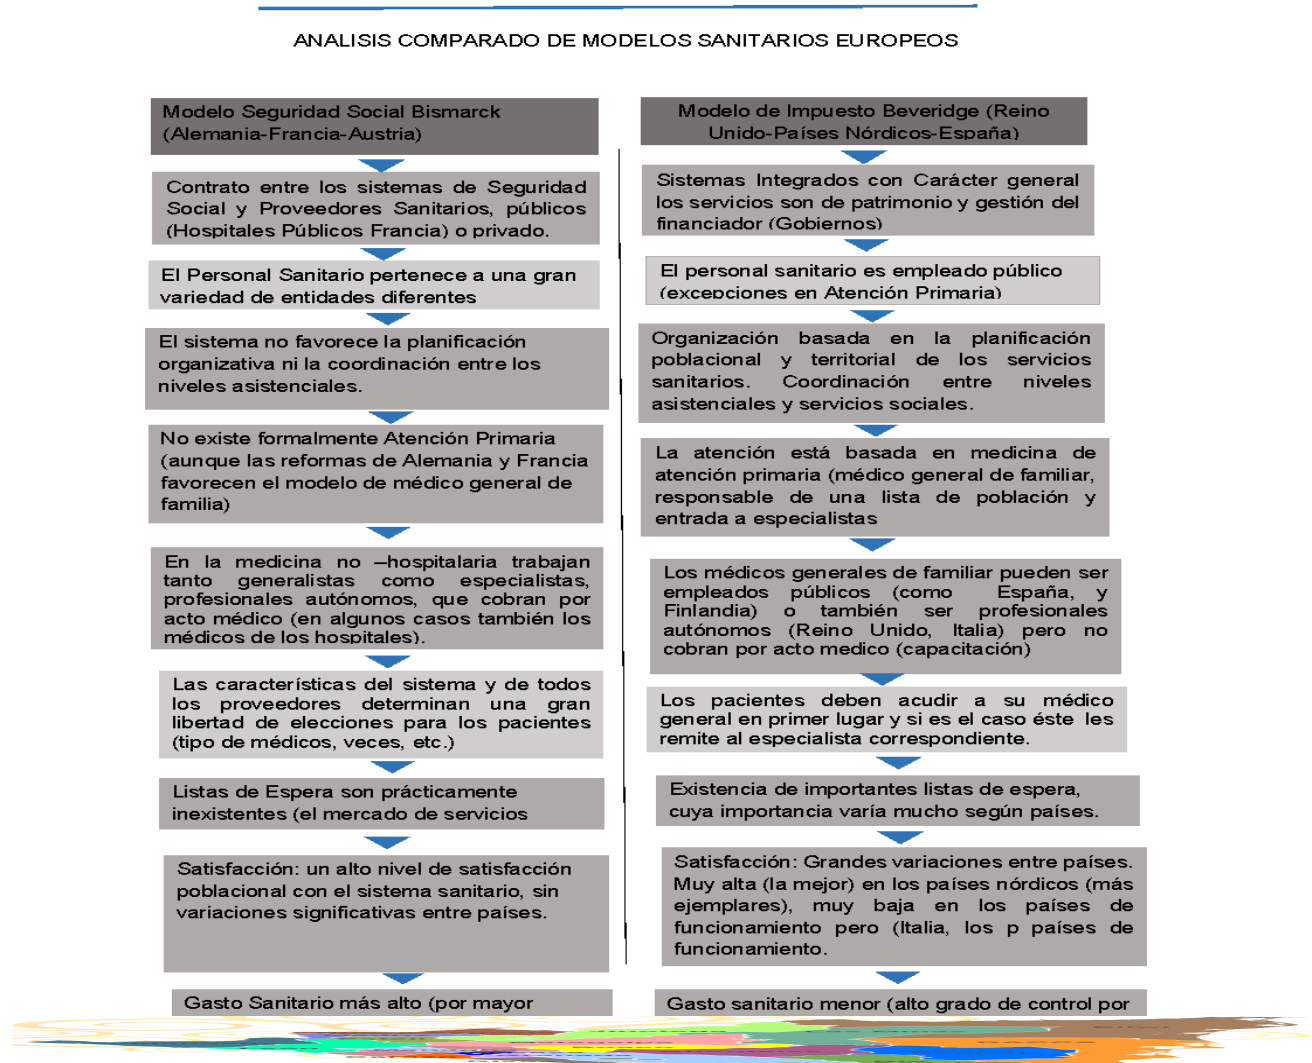 ANALISIS COMPARADO DE MODELOS SANITARIOS EUROPEOS
Modelo Seguridad Social Bismarck
(Alemania-Francia-Austria)
Contrato entre los sistemas de Seguridad
Social y Proveedores Sanitarios, públicos
(Hospitales Públicos Francia) o privado.
El Personal Sanitario pertenece a una gran
variedad de entidades diferentes
El sistema no favorece la planificación
organizativa ni la coordinación entre los
niveles asistenciales.
No existe formalmente Atención Primaria
(aunque las reformas de Alemania y Francia
favorecen el modelo de médico general de
familia)
En la medicina no –hospitalaria trabajan
tanto generalistas como especialistas,
profesionales autónomos, que cobran por
acto médico (en algunos casos también los
médicos de los hospitales).
Las características del sistema y de todos
los proveedores determinan una gran
libertad de elecciones para los pacientes
(tipo de médicos, veces, etc.)
Listas de Espera son prácticamente
inexistentes (el mercado de servicios
Satisfacción: un alto nivel de satisfacción
poblacional con el sistema sanitario, sin
variaciones significativas entre países.
Gasto Sanitario más alto (por mayor
Modelo de Impuesto Beveridge (Reino
Unido-Países Nórdicos-España)
Sistemas Integrados con Carácter general
los servicios son de patrimonio y gestión del
financiador (Gobiernos)
El personal sanitario es empleado público
(excepciones en Atención Primaria)
Organización basada en la planificación
poblacional y territorial de los servicios
sanitarios. Coordinación entre niveles
asistenciales y servicios sociales.
La atención está basada en medicina de
atención primaria (médico general de familiar,
responsable de una lista de población y
entrada a especialistas
Los médicos generales de familiar pueden ser
empleados públicos (como España, y
Finlandia) o también ser profesionales
autónomos (Reino Unido, Italia) pero no
cobran por acto medico (capacitación)
Los pacientes deben acudir a su médico
general en primer lugar y si es el caso éste les
remite al especialista correspondiente.
Existencia de importantes listas de espera,
cuya importancia varía mucho según países.
Satisfacción: Grandes variaciones entre países.
Muy alta (la mejor) en los países nórdicos (más
ejemplares), muy baja en los países de
funcionamiento pero (Italia, los p países de
funcionamiento.
Gasto sanitario menor (alto grado de control por